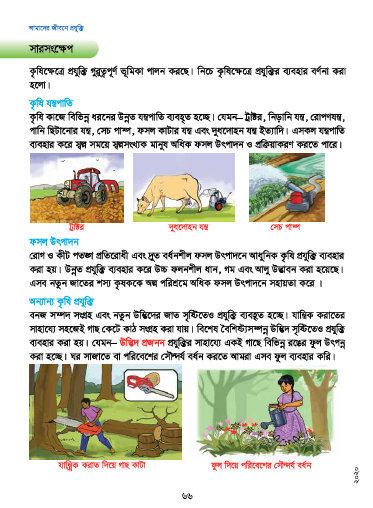 আমাদের জীবনে প্রযুক্তি
সারসংক্ষেপ
কৃষিক্ষেত্রে প্রযুক্তি গুরুত্বপূর্ণ ভূমিকা পালন করছে। নিচে কৃষিক্ষেত্রে প্রযুক্তির ব্যবহার বর্ণনা করা
হলো।
কৃষি যন্ত্রপাতি
কৃষি কাজে বিভিন্ন ধরনের উন্নত যন্ত্রপাতি ব্যবহৃত হচ্ছে। যেমন— ট্রাক্টর, নিড়ানি যন্ত্র, রোপণযন্ত্র,
পানি ছিটানোর যন্ত্র, সেচ পাম্প, ফসল কাটার যন্ত্র এবং দুধদোহন যন্ত্র ইত্যাদি। এসকল যন্ত্রপাতি
ব্যবহার করে স্বল্প সময়ে স্বল্পসংখ্যক মানুষ অধিক ফসল উৎপাদন ও প্রক্রিয়াকরণ করতে পারে।
ট্রাক্টর
দুধদোহন যন্ত্র
সেচ পাম্প
ফসল উৎপাদন
রোগ ও কীট পতঙ্গ প্রতিরোধী এবং দ্রুত বর্ধনশীল ফসল উৎপাদনে আধুনিক কৃষি প্রযুক্তি ব্যবহার
করা হয়। উন্নত প্রযুক্তি ব্যবহার করে উচ্চ ফলনশীল ধান, গম এবং আলু উদ্ভাবন করা হয়েছে।
এসব নতুন জাতের শস্য কৃষককে অল্প পরিশ্রমে অধিক ফসল উৎপাদনে সহায়তা করে ।
অন্যান্য কৃষি প্রযুক্তি
বনজ সম্পদ সংগ্রহ এবং নতুন উদ্ভিদের জাত সৃষ্টিতেও প্রযুক্তি ব্যবহৃত হচ্ছে। যান্ত্রিক করাতের
সাহায্যে সহজেই গাছ কেটে কাঠ সংগ্রহ করা যায়। বিশেষ বৈশিষ্ট্যসম্পন্ন উদ্ভিদ সৃষ্টিতেও প্রযুক্তি
ব্যবহার করা হয়। যেমন— উদ্ভিদ প্রজনন প্রযুক্তির সাহায্যে একই গাছে বিভিন্ন রঙের ফুল উৎপন্ন
করা হচ্ছে। ঘর সাজাতে বা পরিবেশের সৌন্দর্য বর্ধন করতে আমরা এসব ফুল ব্যবহার করি।
যান্ত্রিক করাত দিয়ে গাছ কাটা
ফুল দিয়ে পরিবেশের সৌন্দর্য বর্ধন
৬৬
২০২০